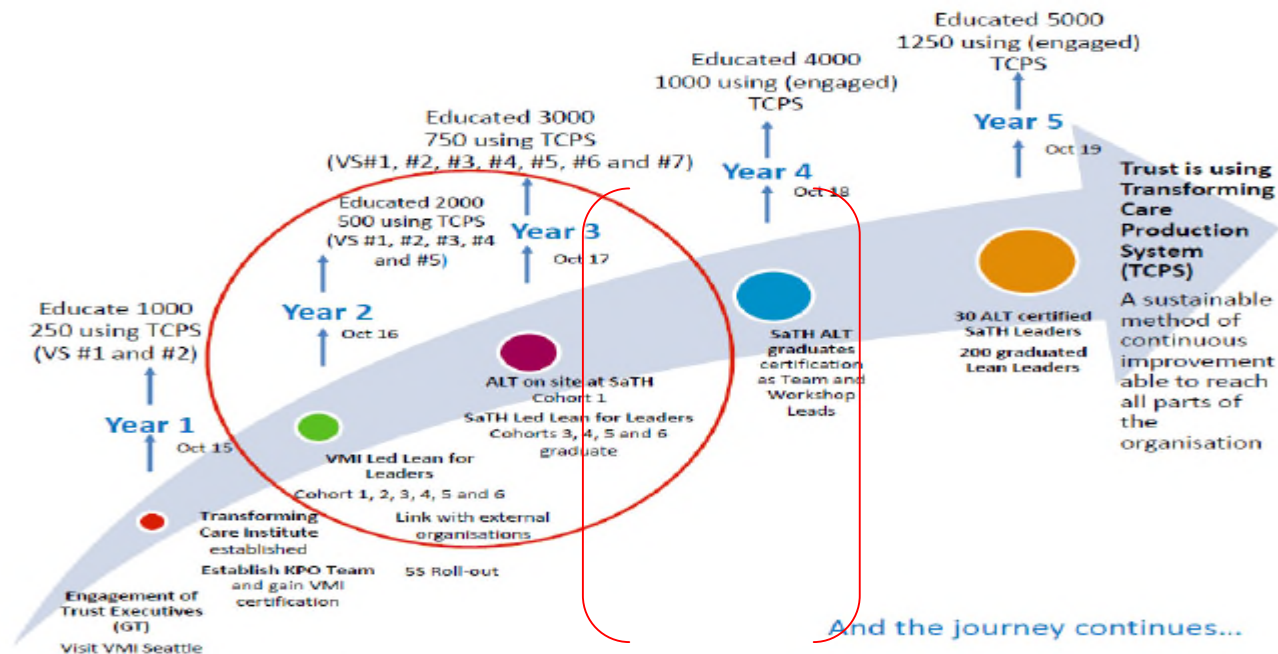 Educated 5000
1250 using (engaged)
TCPS
Year 5
Oct 19
Educated 4000
1000 using (engaged)
TCPS
Year 4
Oct 18
Educated 3000
750 using TCPS
(VS#1, #2, #3, #4, #5, #6 and #7)
Year 3
Oct 17
Educated 2000
500 using TCPS
(VS #1, #2, #3, #4
and #5)
Year 2
Oct 16
Educate 1000
250 using TCPS
(VS #1 and #2)
Year 1
Oct 15
Trust is using
Transforming
Care
Production
System
(TCPS)
A sustainable
method of
continuous
improvement
able to reach
all parts of
the
organisation
30 ALT certified
SaTH Leaders
200 graduated
Lean Leaders
SaTH ALT
graduates
certification
as Team and
Workshop
Leads
ALT on site at SaTH
Cohort 1
SaTH Led Lean for Leaders
Cohorts 3, 4, 5 and 6
graduate
VMI Led Lean for
Leaders
Cohort 1, 2, 3, 4, 5 and 6
Link with external
organisations
Transforming
Care Institute
established
Establish KPO Team
and gain VMI
certification
5S Roll-out
Engagement of
Trust Executives
(GT)
Visit VMI Seattle
And the journey continues...